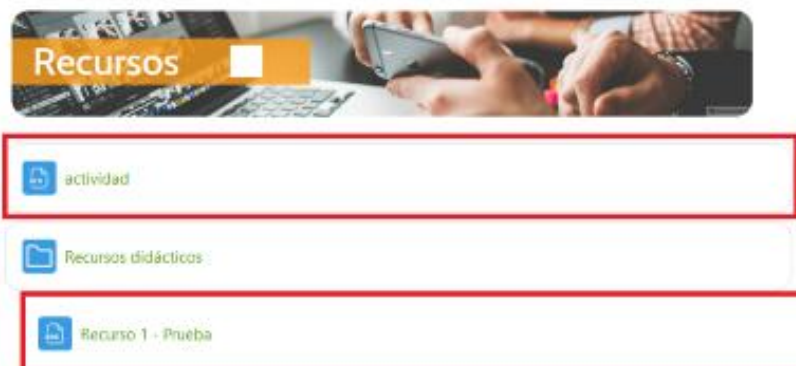 Recursos
actividad
Recursos didácticos
Recurso 1 - Prueba